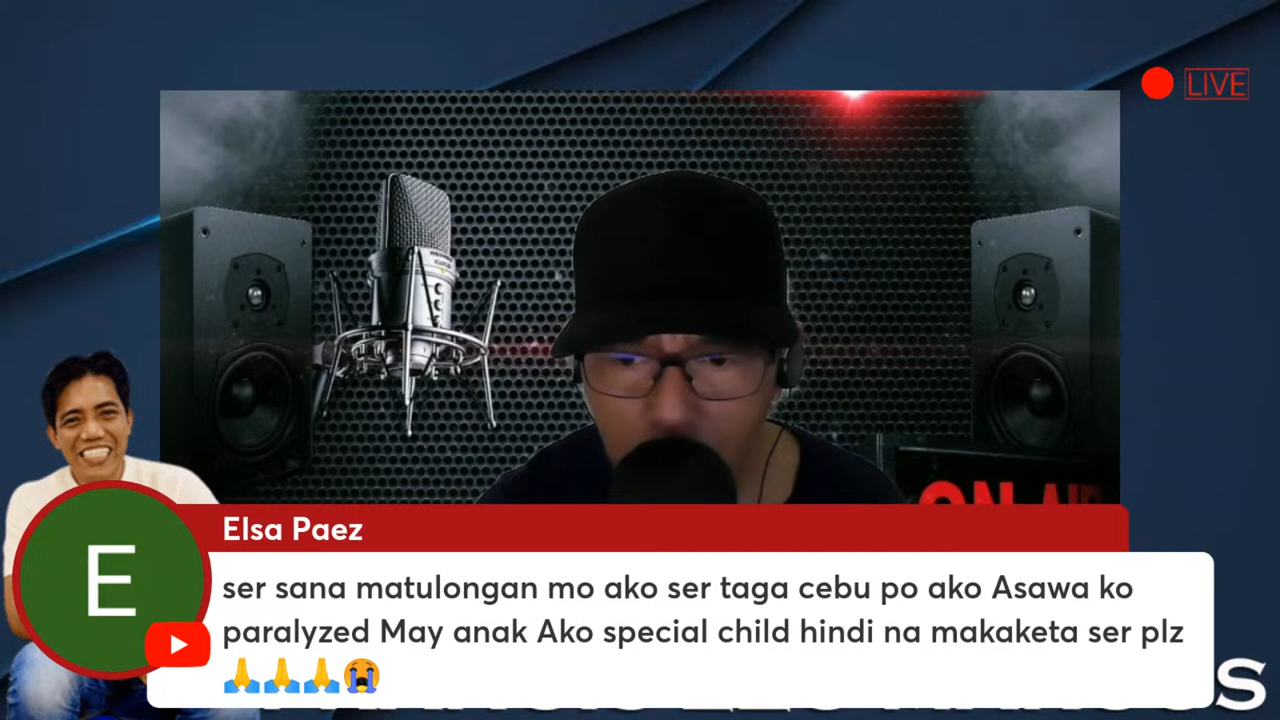 LIVE
ON AIR
Elsa Paez
E
ser sana matulongan mo ako ser taga cebu po ako Asawa ko
paralyzed May anak Ako special child hindi na makaketa ser plz
🙏🙏🙏😭